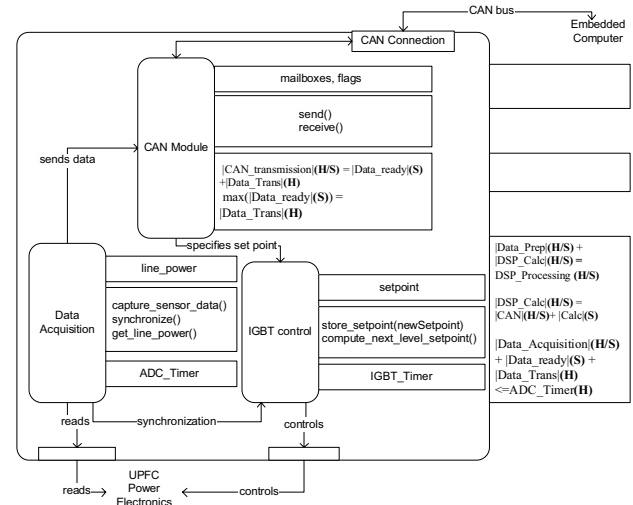 CAN bus
Embedded
Computer
CAN Connection
mailboxes, flags
send()
receive()
CAN Module
sends data
|CAN_transmission|(H/S) = |Data_ready|(S)
+|Data_Trans|(H)
max(|Data_ready|(S)) =
|Data_Trans|(H)
specifies set point
line_power
Data
Acquisition
capture_sensor_data()
synchronize()
get_line_power()
ADC_Timer
setpoint
IGBT control
store_setpoint(newSetpoint)
compute_next_level_setpoint()
IGBT_Timer
|Data_Prep|(H/S) +
|DSP_Calc|(H/S) =
DSP_Processing (H/S)
|DSP_Calc|(H/S) =
|CAN|(H/S)+ |Calc|(S)
|Data_Acquisition|(H/S)
+ |Data_ready|(S) +
|Data_Trans|(H)
<=ADC_Timer(H)
reads
synchronization
controls
UPFC
Power
Electronics
reads
controls